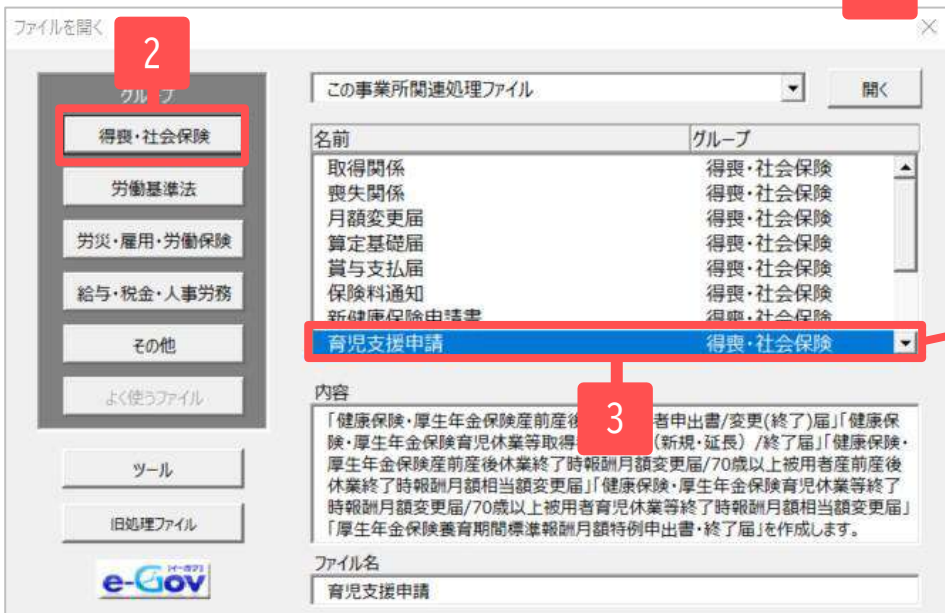 ファイルを開く
2
グループ
得喪・社会保険
労働基準法
労災・雇用・労働保険
給与・税金・人事労務
その他
よく使うファイル
ツール
旧処理ファイル
e-Gov
この事業所関連処理ファイル
開く
名前 グループ
取得関係 得喪・社会保険
喪失関係 得喪・社会保険
月額変更届 得喪・社会保険
算定基礎届 得喪・社会保険
賞与支払届 得喪・社会保険
保険料通知 得喪・社会保険
新健康保険申請書 得喪・社会保険
育児支援申請 得喪・社会保険
3
内容
「健康保険・厚生年金保険産前産後 者申出書/変更(終了)届」「健康保
険・厚生年金保険育児休業等取得 (新規・延長) /終了届」「健康保険・
厚生年金保険産前産後休業終了時報酬月額変更届/70歳以上被用者産前産後
休業終了時報酬月額相当額変更届」「健康保険・厚生年金保険育児休業等終了
時報酬月額変更届/70歳以上被用者育児休業等終了時報酬月額相当額変更届」
「厚生年金保険養育期間標準報酬月額特例申出書・終了届」を作成します。
ファイル名
育児支援申請